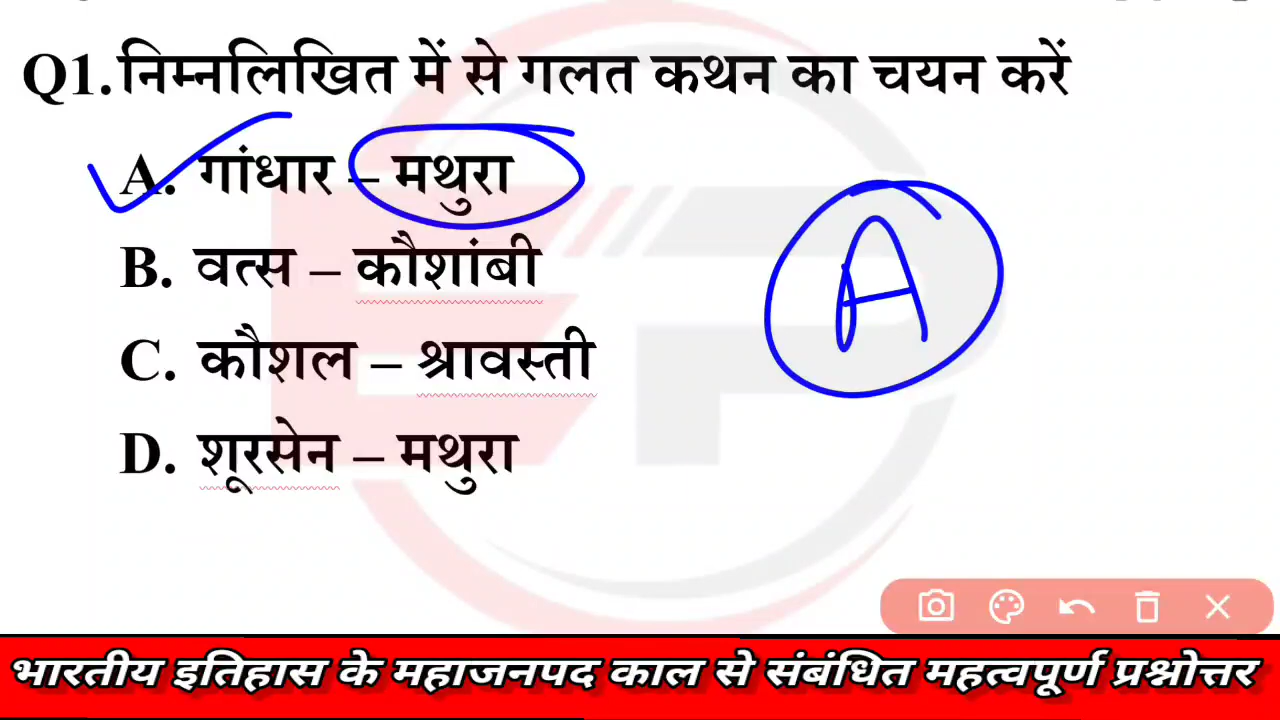 Q1. निम्नलिखित में से गलत कथन का चयन करें
A. गांधार – मथुरा
B. वत्स – कौशांबी
A
C. कौशल – श्रावस्ती
D. शूरसेन – मथुरा
भारतीय इतिहास के महाजनपद काल से संबंधित महत्वपूर्ण प्रश्नोत्तर